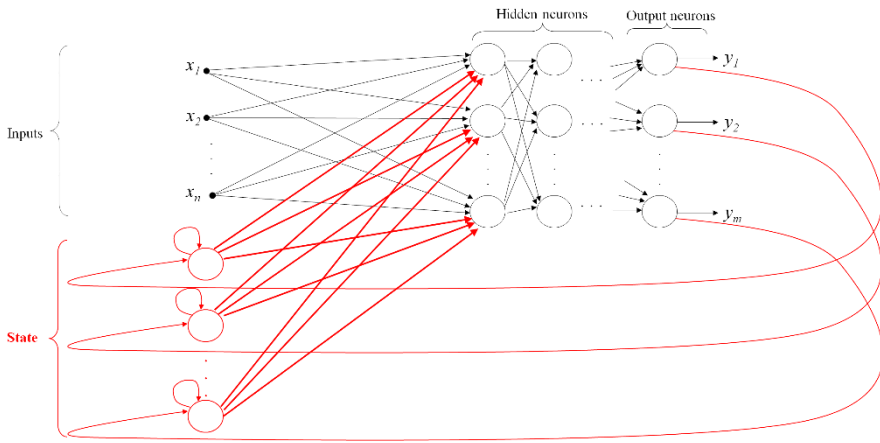 Hidden neurons Output neurons
x1 y1
x2 y2
Inputs
xn ym
State